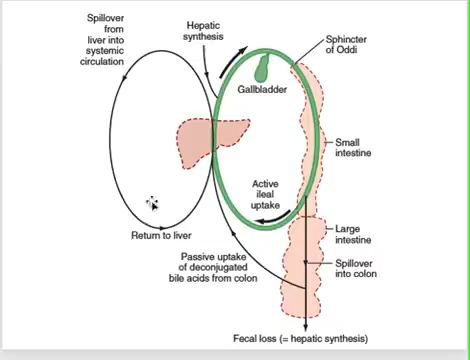 Spillover
from
liver into
systemic
circulation
Hepatic
synthesis
Sphincter
of Oddi
Gallbladder
Small
intestine
Active
ileal
uptake
Return to liver
Large
intestine
Passive uptake
of deconjugated
bile acids from colon
Spillover
into colon
Fecal loss (= hepatic synthesis)